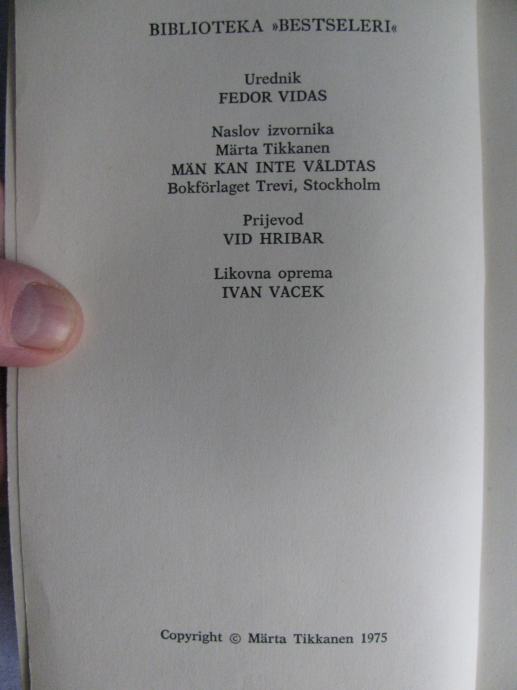 BIBLIOTEKA »BESTSELERI«
Urednik
FEDOR VIDAS
Naslov izvornika
Märta Tikkanen
MÄN KAN INTE VÅLDTAS
Bokförlaget Trevi, Stockholm
Prijevod
VID HRIBAR
Likovna oprema
IVAN VACEK
Copyright © Märta Tikkanen 1975